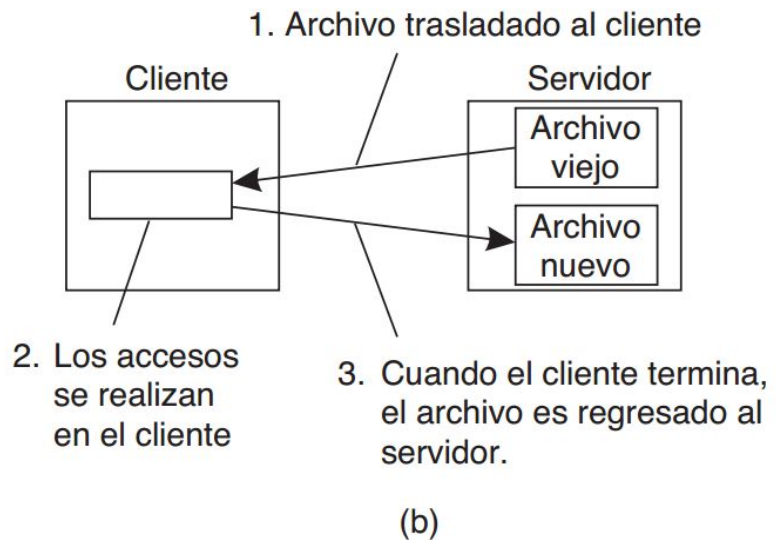 1. Archivo trasladado al cliente
Cliente
Servidor
Archivo
viejo
Archivo
nuevo
2. Los accesos
se realizan
en el cliente
3. Cuando el cliente termina,
el archivo es regresado al
servidor.
(b)